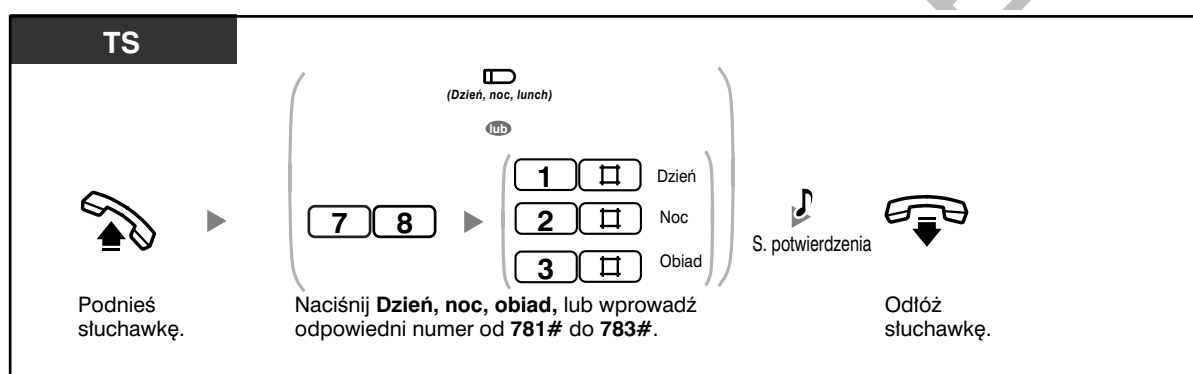 TS
(Dzień, noc, lunch)
lub
7 8
1 # Dzień
2 # Noc
3 # Obiad
S. potwierdzenia
Podnieś
słuchawkę.
Naciśnij Dzień, noc, obiad, lub wprowadź
odpowiedni numer od 781# do 783#.
Odłóż
słuchawkę.